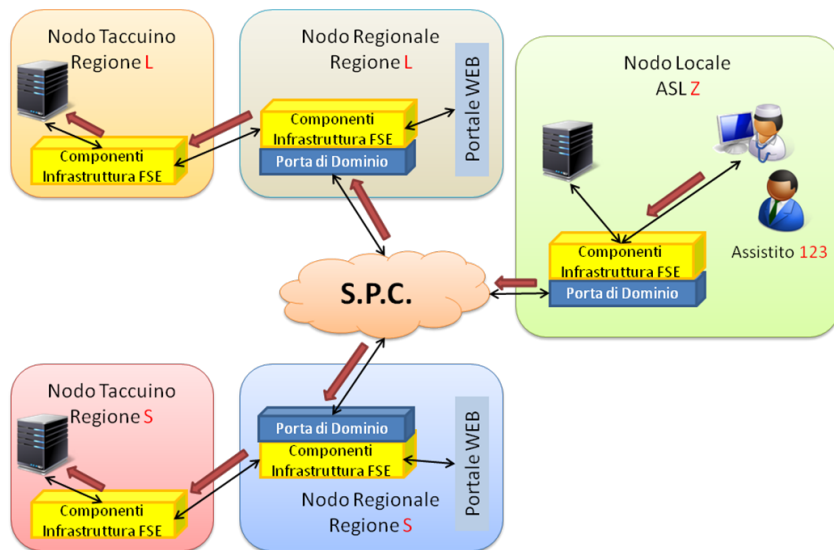 Nodo Taccuino
Regione L
Componenti
Infrastruttura FSE
Nodo Regionale
Regione L
Componenti
Infrastruttura FSE
Porta di Dominio
Portale WEB
Nodo Locale
ASL Z
Assistito 123
Componenti
Infrastruttura FSE
Porta di Dominio
S.P.C.
Nodo Taccuino
Regione S
Componenti
Infrastruttura FSE
Porta di Dominio
Componenti
Infrastruttura FSE
Portale WEB
Nodo Regionale
Regione S